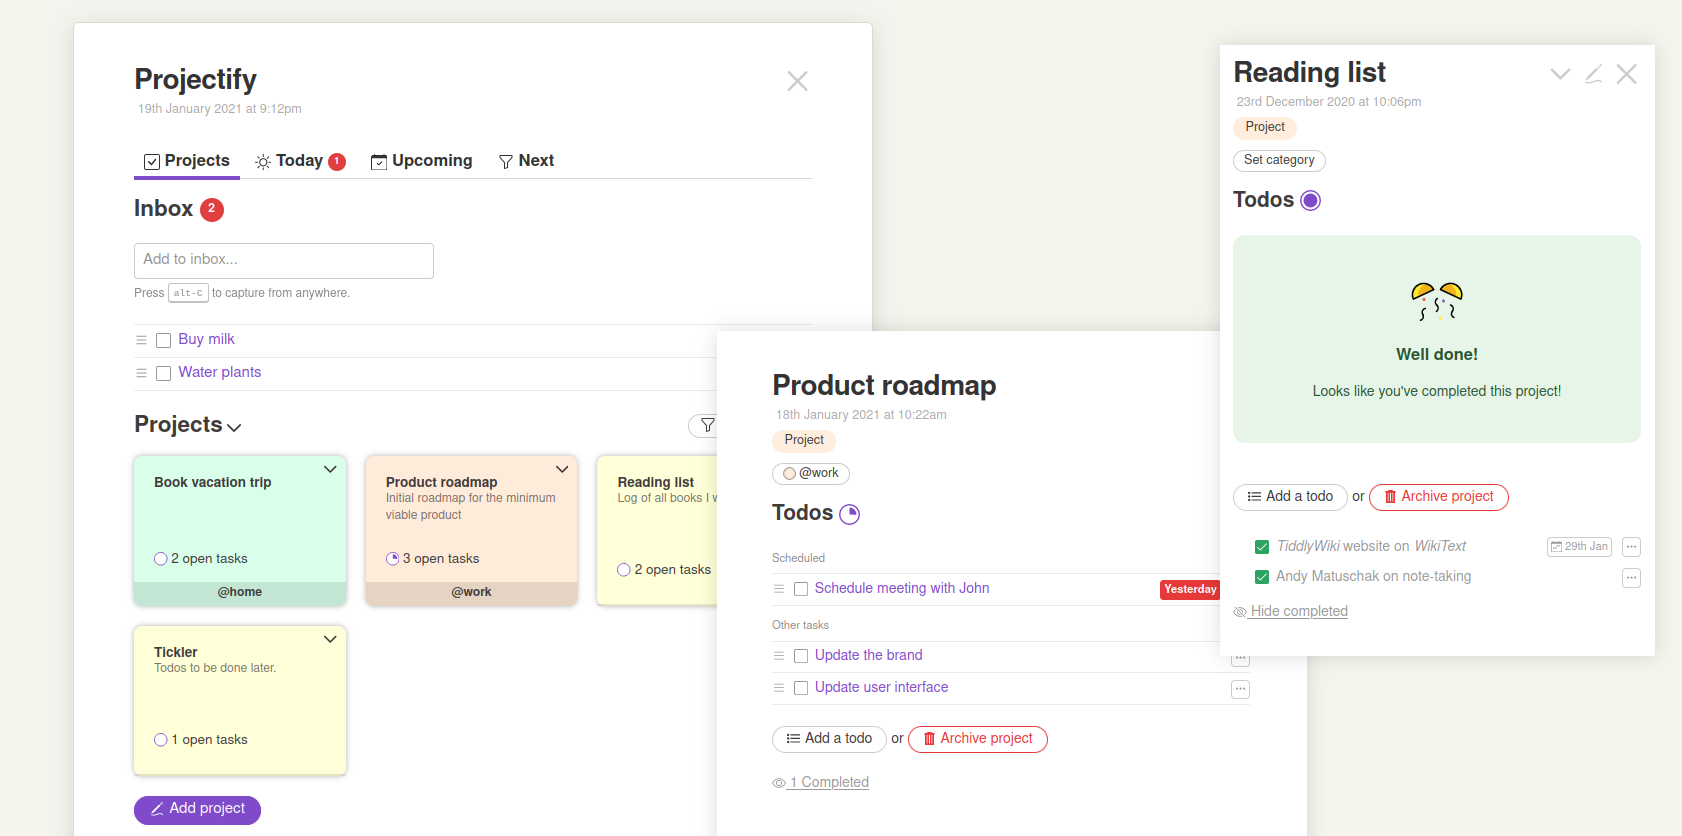 Projectify
19th January 2021 at 9:12pm
Projects Today 1 Upcoming Next
Inbox 2
Add to inbox...
Press alt-C to capture from anywhere.
Buy milk
Water plants
Projects
Book vacation trip
2 open tasks
@home
Product roadmap
Initial roadmap for the minimum
viable product
3 open tasks
@work
Reading list
Log of all books I
2 open tasks
Tickler
Todos to be done later.
1 open tasks
Add project
Product roadmap
18th January 2021 at 10:22am
Project
@work
Todos
Scheduled
Schedule meeting with John Yesterday
Other tasks
Update the brand
Update user interface
Add a todo or Archive project
1 Completed
Reading list
23rd December 2020 at 10:06pm
Project
Set category
Todos
Well done!
Looks like you've completed this project!
Add a todo or Archive project
TiddlyWiki website on WikiText 29th Jan
Andy Matuschak on note-taking
Hide completed